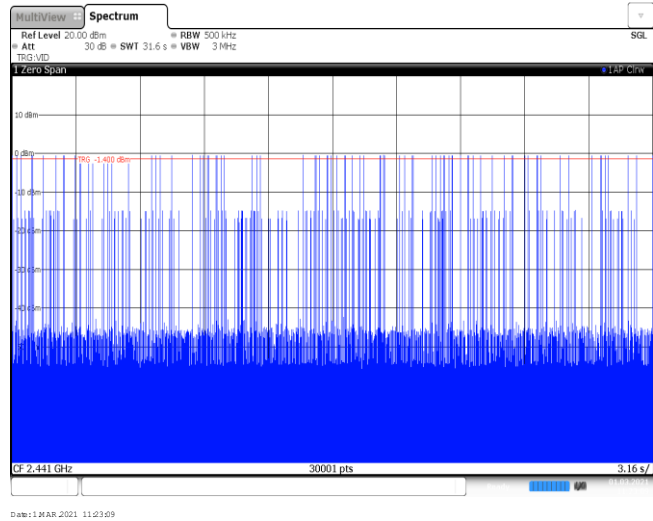 MultiView Spectrum
Ref Level 20.00 dBm RBW 500 kHz SGL
Att 30 dB SWT 31.6 s VBW 3 MHz
TRG:VID
1 Zero Span 1AP Clrw
10 dBm
0 dBm
TRG -1.400 dBm
-10 dBm
-20 dBm
-30 dBm
-40 dBm
CF 2.441 GHz 30001 pts 3.16 s/
01.03.2021
Date: 1.MAR.2021 11:23:09